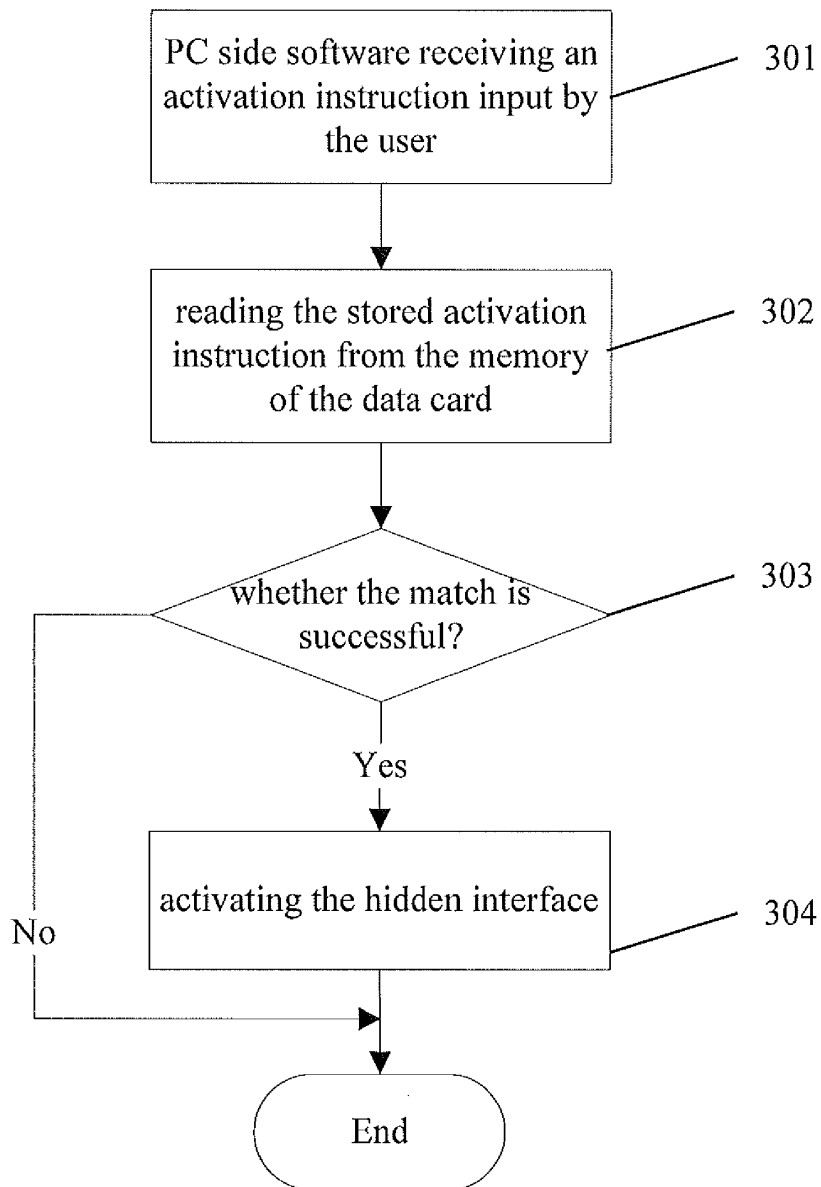 PC side software receiving an
activation instruction input by
the user
301
reading the stored activation
instruction from the memory
of the data card
302
whether the match is
successful?
303
Yes
activating the hidden interface
304
No
End